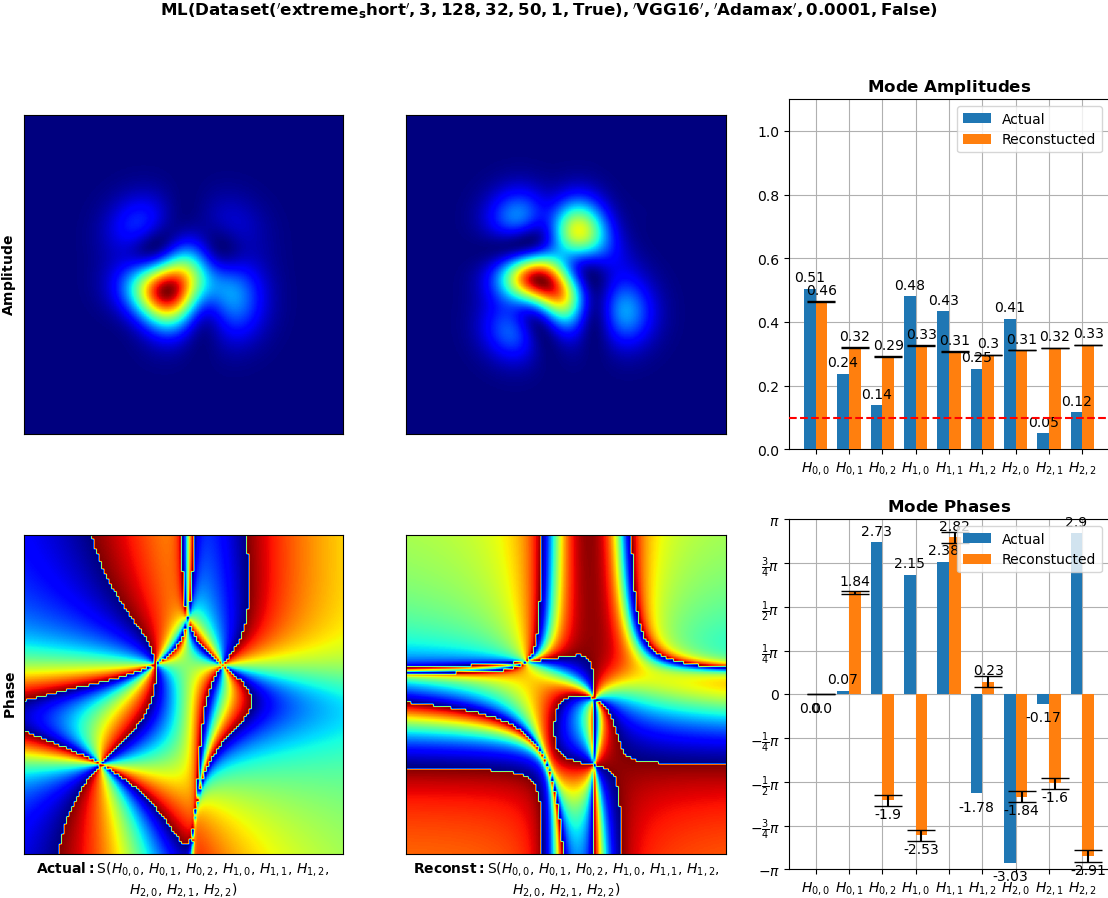 ML(Dataset('extreme_short', 3, 128, 32, 50, 1, True), 'VGG16', 'Adamax', 0.0001, False)
Mode Amplitudes
Amplitude
Actual
Reconstucted
1.0
0.8
0.6
0.4
0.2
0.0
0.51
0.46
0.24
0.32
0.14
0.29
0.48
0.33
0.43
0.31
0.25
0.3
0.41
0.31
0.05
0.32
0.12
0.33
H0,0 H0,1 H0,2 H1,0 H1,1 H1,2 H2,0 H2,1 H2,2
Mode Phases
Phase
Actual
Reconstucted
π
3/4π
1/2π
1/4π
0
−1/4π
−1/2π
−3/4π
−π
0.0
0.0
0.07
1.84
2.73
-1.9
2.15
-2.53
2.38
2.82
-1.78
0.23
-3.03
-1.84
-0.17
-1.6
2.9
-2.91
H0,0 H0,1 H0,2 H1,0 H1,1 H1,2 H2,0 H2,1 H2,2
Actual: S(H0,0, H0,1, H0,2, H1,0, H1,1, H1,2,
H2,0, H2,1, H2,2)
Reconst: S(H0,0, H0,1, H0,2, H1,0, H1,1, H1,2,
H2,0, H2,1, H2,2)